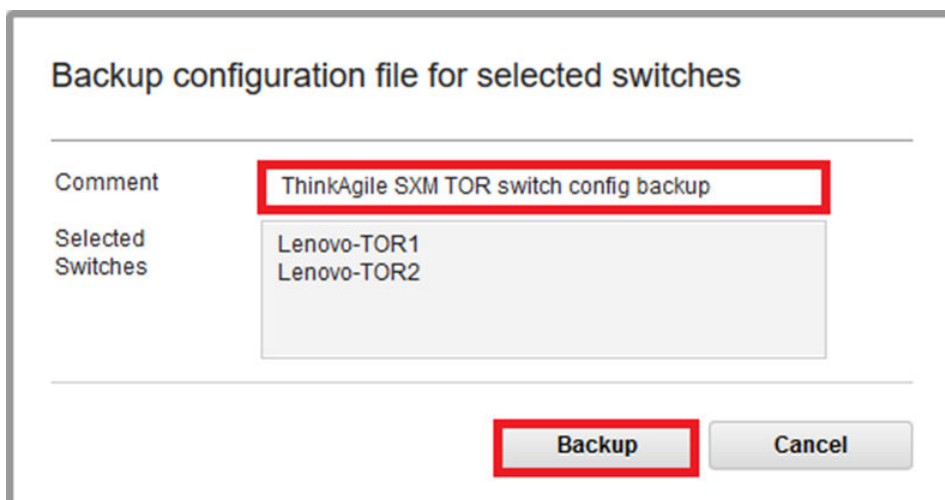 Backup configuration file for selected switches
Comment
ThinkAgile SXM TOR switch config backup
Selected
Switches
Lenovo-TOR1
Lenovo-TOR2
Backup
Cancel